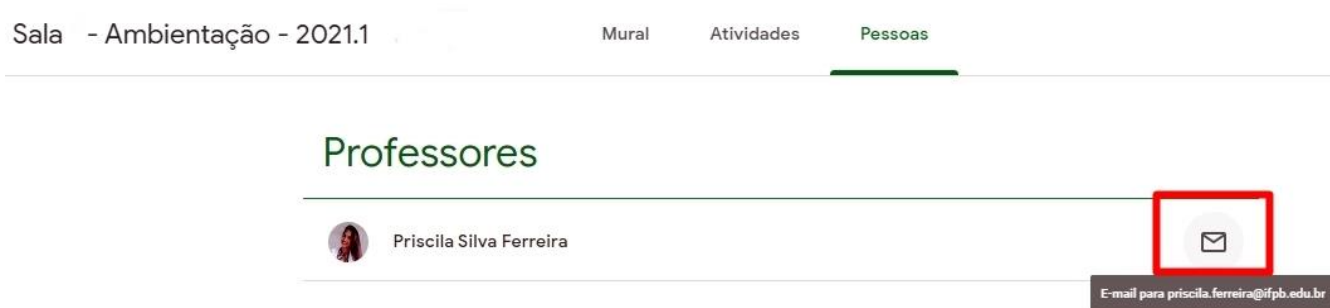 Sala - Ambientação - 2021.1
Mural
Atividades
Pessoas
Professores
Priscila Silva Ferreira
E-mail para priscila.ferreira@ifpb.edu.br